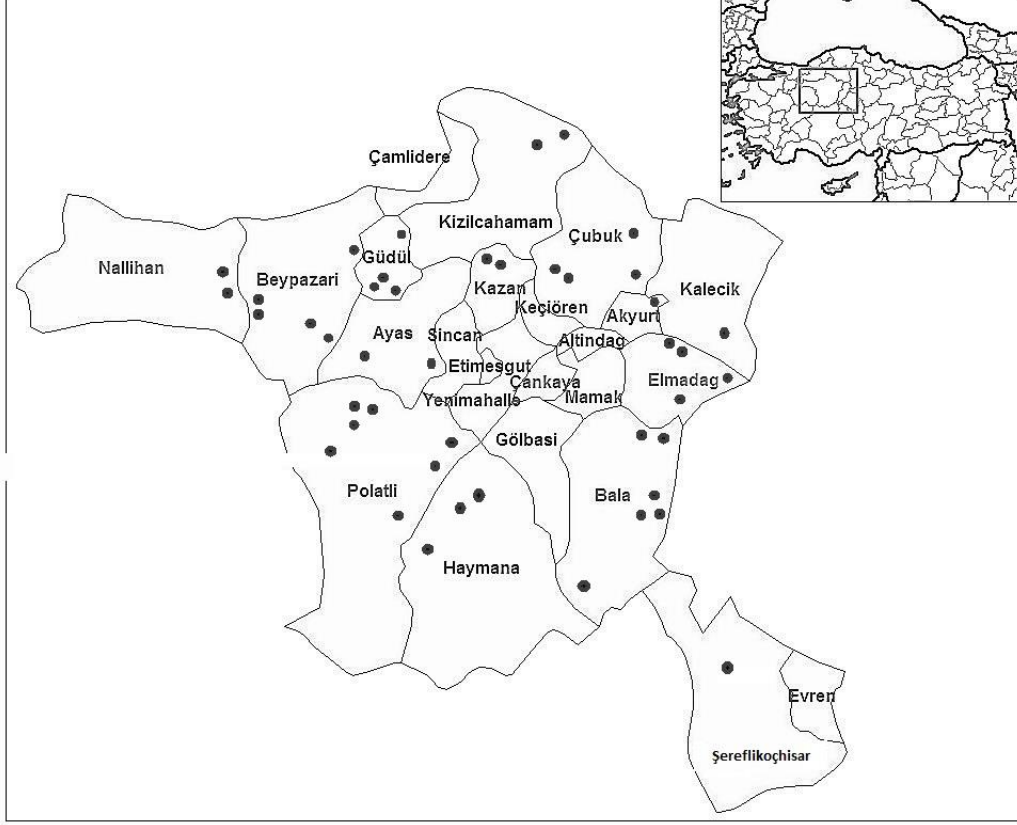 Çamlidere
Kizilcahamam
Çubuk
Güdül
Nallihan
Beypazari
Kazan
Kalecik
Keçiören
Akyurt
Ayas
Sincan
Altindag
Etimesgut
Çankaya
Elmadag
Yenimahalle
Mamak
Gölbasi
Polatli
Bala
Haymana
Evren
Şereflikoçhisar